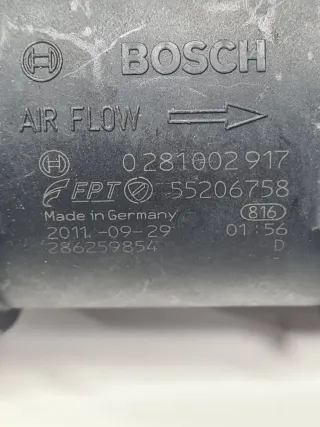 BOSCH
AIR FLOW
0 281 002 917
FPT 55206758
Made in Germany 816
2011.-09-29 01:56
286259854 D